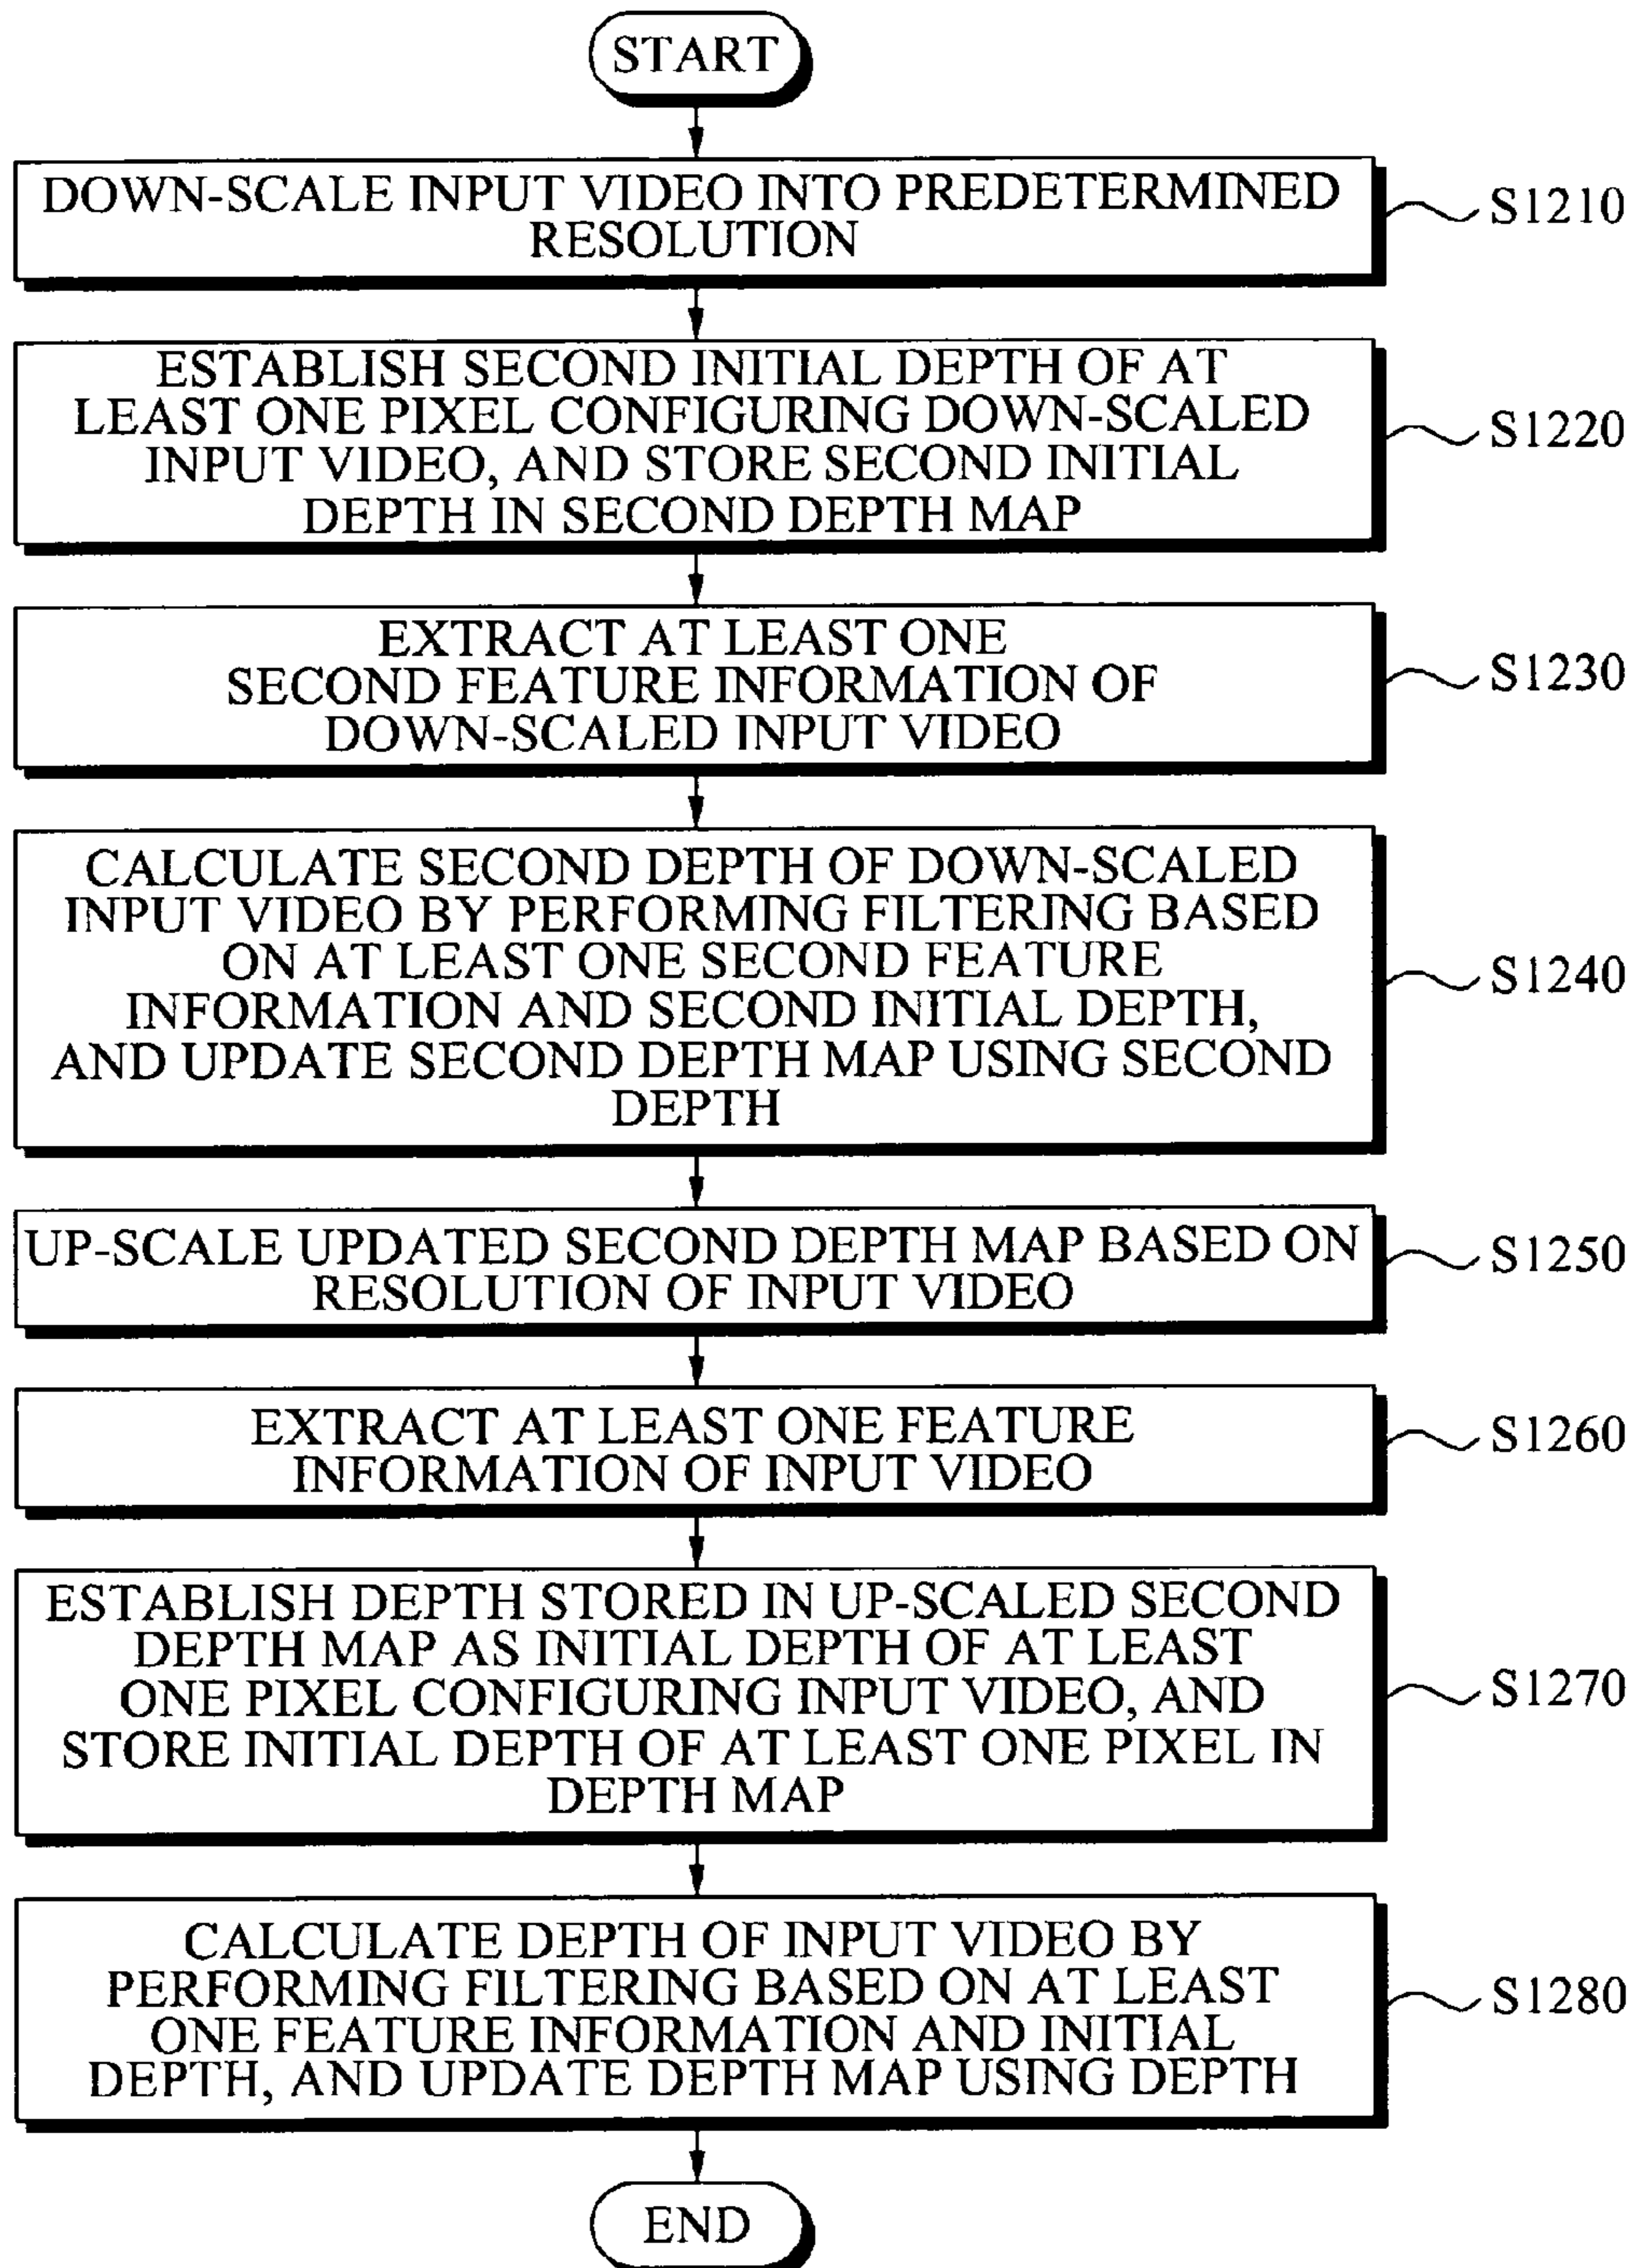 START
DOWN-SCALE INPUT VIDEO INTO PREDETERMINED
RESOLUTION
S1210
ESTABLISH SECOND INITIAL DEPTH OF AT
LEAST ONE PIXEL CONFIGURING DOWN-SCALED
INPUT VIDEO, AND STORE SECOND INITIAL
DEPTH IN SECOND DEPTH MAP
S1220
EXTRACT AT LEAST ONE
SECOND FEATURE INFORMATION OF
DOWN-SCALED INPUT VIDEO
S1230
CALCULATE SECOND DEPTH OF DOWN-SCALED
INPUT VIDEO BY PERFORMING FILTERING BASED
ON AT LEAST ONE SECOND FEATURE
INFORMATION AND SECOND INITIAL DEPTH,
AND UPDATE SECOND DEPTH MAP USING SECOND
DEPTH
S1240
UP-SCALE UPDATED SECOND DEPTH MAP BASED ON
RESOLUTION OF INPUT VIDEO
S1250
EXTRACT AT LEAST ONE FEATURE
INFORMATION OF INPUT VIDEO
S1260
ESTABLISH DEPTH STORED IN UP-SCALED SECOND
DEPTH MAP AS INITIAL DEPTH OF AT LEAST
ONE PIXEL CONFIGURING INPUT VIDEO, AND
STORE INITIAL DEPTH OF AT LEAST ONE PIXEL IN
DEPTH MAP
S1270
CALCULATE DEPTH OF INPUT VIDEO BY
PERFORMING FILTERING BASED ON AT LEAST
ONE FEATURE INFORMATION AND INITIAL
DEPTH, AND UPDATE DEPTH MAP USING DEPTH
S1280
END